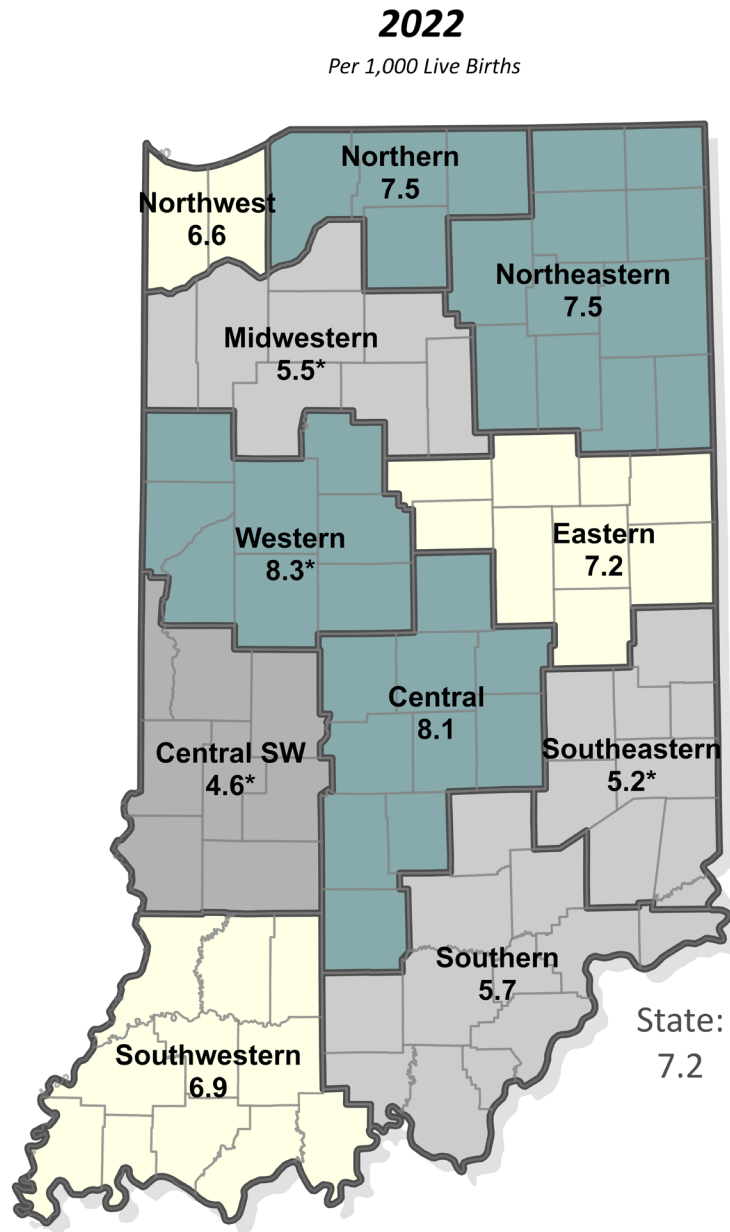 2022
Per 1,000 Live Births
Northern
7.5
Northwest
6.6
Northeastern
7.5
Midwestern
5.5*
Western
8.3*
Eastern
7.2
Central
8.1
Central SW
4.6*
Southeastern
5.2*
Southern
5.7
State:
7.2
Southwestern
6.9